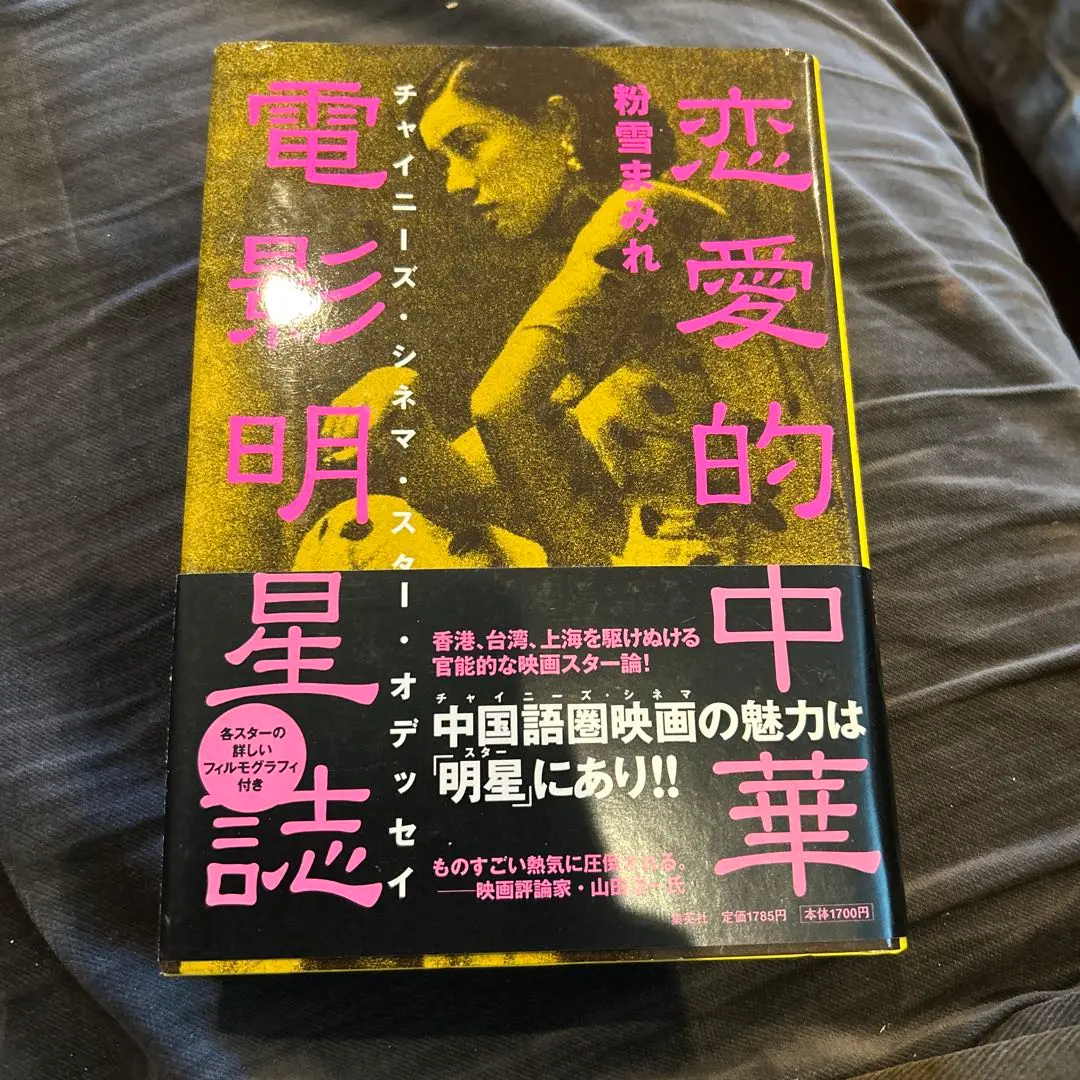 恋愛的中華
粉雪まみれ
チャイニーズ・シネマ・スター・オデッセイ
電影明星誌
香港、台湾、上海を駆けぬける
官能的な映画スター論!
チャイニーズ・シネマ
中国語圏映画の魅力は
スター
「明星」にあり!!
各スターの
詳しい
フィルモグラフィ
付き
ものすごい熱気に圧倒される。
──映画評論家・山田宏一氏
集英社 定価1785円 本体1700円